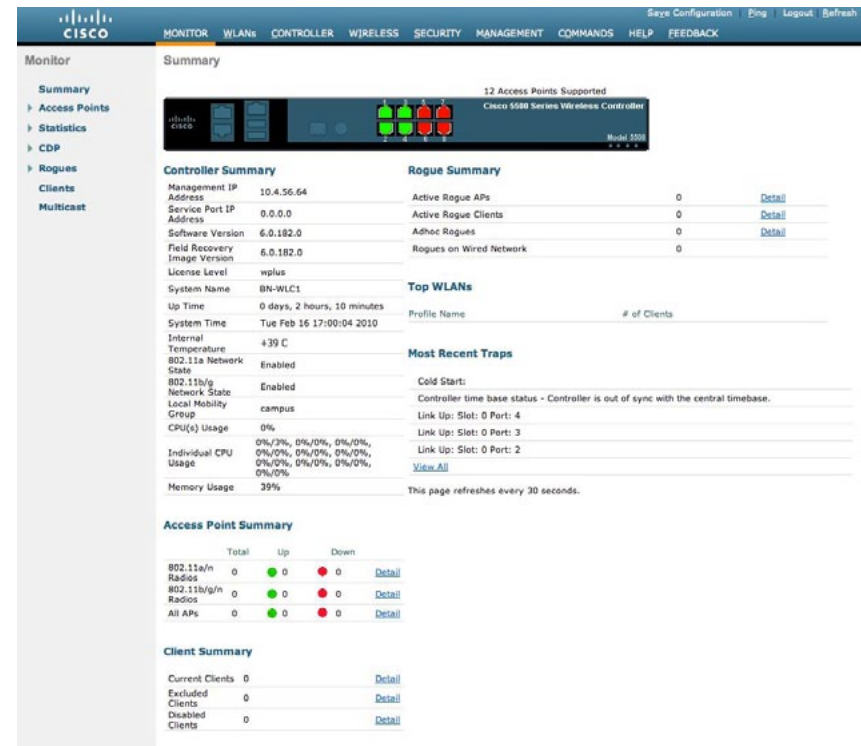 Save Configuration | Ping | Logout | Refresh
CISCO
MONITOR WLANs CONTROLLER WIRELESS SECURITY MANAGEMENT COMMANDS HELP FEEDBACK
Monitor
Summary
Access Points
Statistics
CDP
Rogues
Clients
Multicast
Summary
12 Access Points Supported
CISCO
1 3 5 7
2 4 6 8
Cisco 5500 Series Wireless Controller
Model 5500
Controller Summary
Management IP
Address
10.4.56.64
Service Port IP
Address
0.0.0.0
Software Version 6.0.182.0
Field Recovery
Image Version
6.0.182.0
License Level wplus
System Name BN-WLC1
Up Time 0 days, 2 hours, 10 minutes
System Time Tue Feb 16 17:00:04 2010
Internal
Temperature
+39 C
802.11a Network
State
Enabled
802.11b/g
Network State
Enabled
Local Mobility
Group
campus
CPU(s) Usage 0%
Individual CPU
Usage
0%/3%, 0%/0%, 0%/0%,
0%/0%, 0%/0%, 0%/0%,
0%/0%, 0%/0%, 0%/0%,
0%/0%
Memory Usage 39%
Rogue Summary
Active Rogue APs 0 Detail
Active Rogue Clients 0 Detail
Adhoc Rogues 0 Detail
Rogues on Wired Network 0
Top WLANs
Profile Name # of Clients
Most Recent Traps
Cold Start:
Controller time base status - Controller is out of sync with the central timebase.
Link Up: Slot: 0 Port: 4
Link Up: Slot: 0 Port: 3
Link Up: Slot: 0 Port: 2
View All
This page refreshes every 30 seconds.
Access Point Summary
Total Up Down
802.11a/n
Radios
0 0 0 Detail
802.11b/g/n
Radios
0 0 0 Detail
All APs 0 0 0 Detail
Client Summary
Current Clients 0 Detail
Excluded
Clients
0 Detail
Disabled
Clients
0 Detail